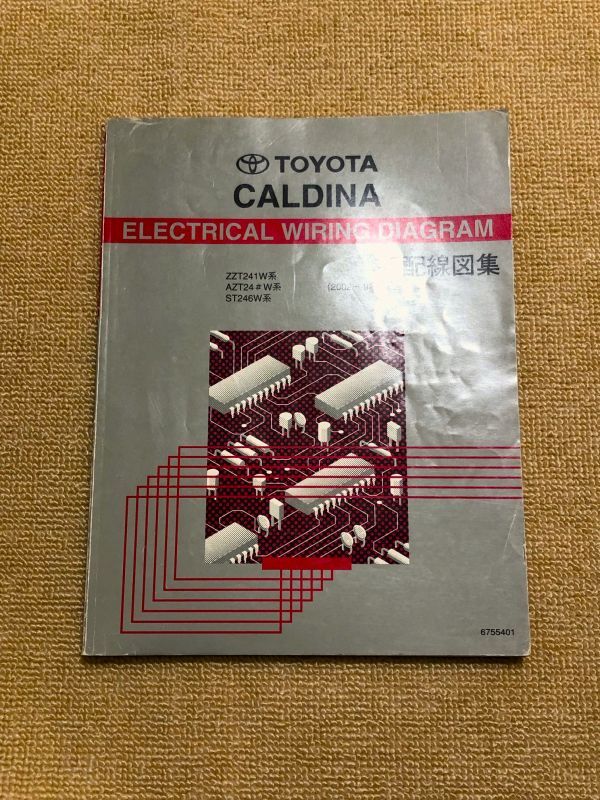 TOYOTA
CALDINA
ELECTRICAL WIRING DIAGRAM
配線図集
ZZT241W系
AZT24#W系
ST246W系
6755401